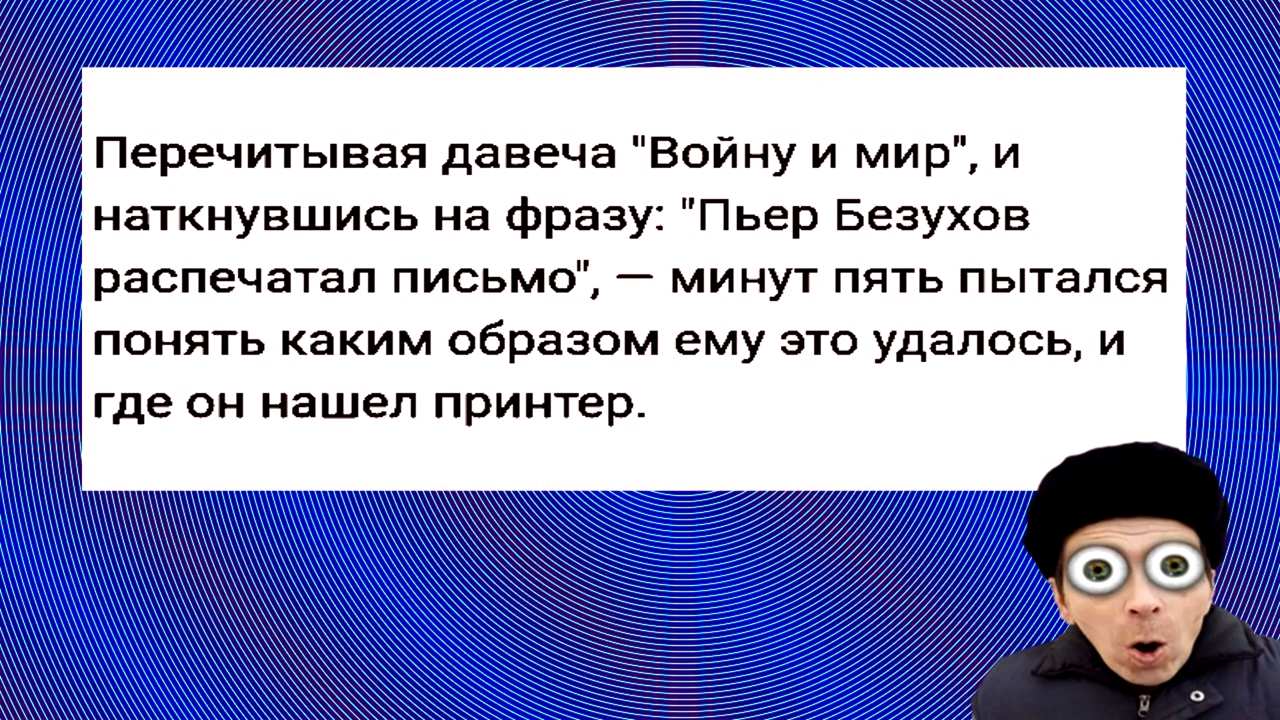 Перечитывая давеча "Войну и мир", и
наткнувшись на фразу: "Пьер Безухов
распечатал письмо", — минут пять пытался
понять каким образом ему это удалось, и
где он нашел принтер.